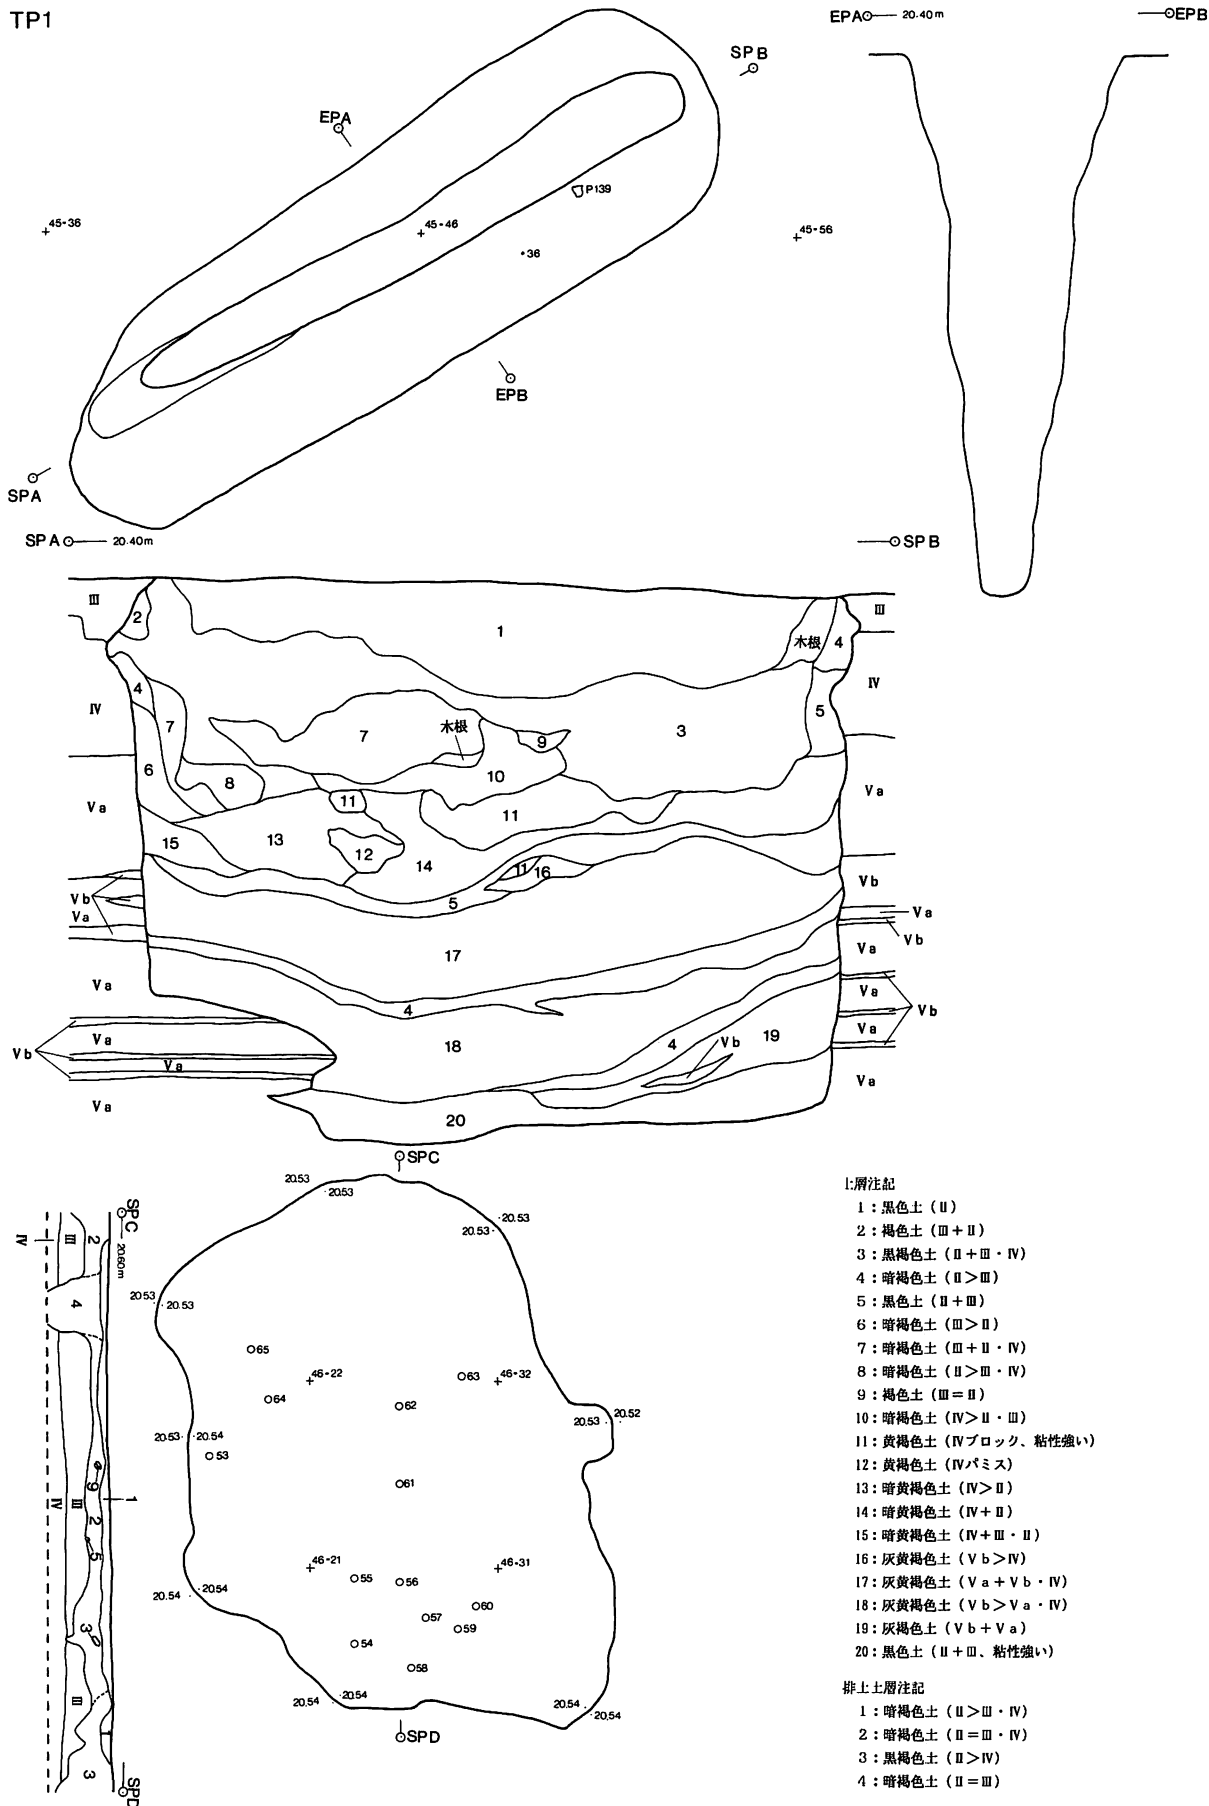 TP1
EPA 20.40m EPB
SPB
EPA
P139
45-36
45-46
45-56
36
EPB
SPA
SPA 20.40m SPB
III
2
1
木根
4
III
IV
4
7
7
木根
9
3
5
IV
6
8
10
Va
11
11
Va
15
13
12
14
11
16
Vb
Vb
5
Va
Va
17
Vb
Va
Va
4
Va
Vb
Va
18
4
19
Va
Vb
Vb
Va
Va
Va
20
SPC
20.53
20.53
20.53
20.53
SPC
20.60m
IV
III
2
4
20.53
20.53
65
46-22
63
46-32
64
62
20.53
20.52
20.53
20.54
53
9
61
IV
III
1
2
5
46-21
46-31
55
56
20.54
20.54
60
57
59
3
54
58
III
1
20.54
20.54
20.54
20.54
3
SPD
SPD
土層注記
1：黒色土（II）
2：褐色土（III＋II）
3：黒褐色土（II＋III・IV）
4：暗褐色土（II＞III）
5：黒色土（II＋III）
6：暗褐色土（III＞II）
7：暗褐色土（III＋II・IV）
8：暗褐色土（II＞III・IV）
9：褐色土（III＝II）
10：暗褐色土（IV＞II・III）
11：黄褐色土（IVブロック、粘性強い）
12：黄褐色土（IVパミス）
13：暗黄褐色土（IV＞II）
14：暗黄褐色土（IV＋II）
15：暗黄褐色土（IV＋III・II）
16：灰黄褐色土（Vb＞IV）
17：灰黄褐色土（Va＋Vb・IV）
18：灰黄褐色土（Vb＞Va・IV）
19：灰褐色土（Vb＋Va）
20：黒色土（II＋III、粘性強い）
排土土層注記
1：暗褐色土（II＞III・IV）
2：暗褐色土（II＝III・IV）
3：黒褐色土（II＞IV）
4：暗褐色土（II＝III）